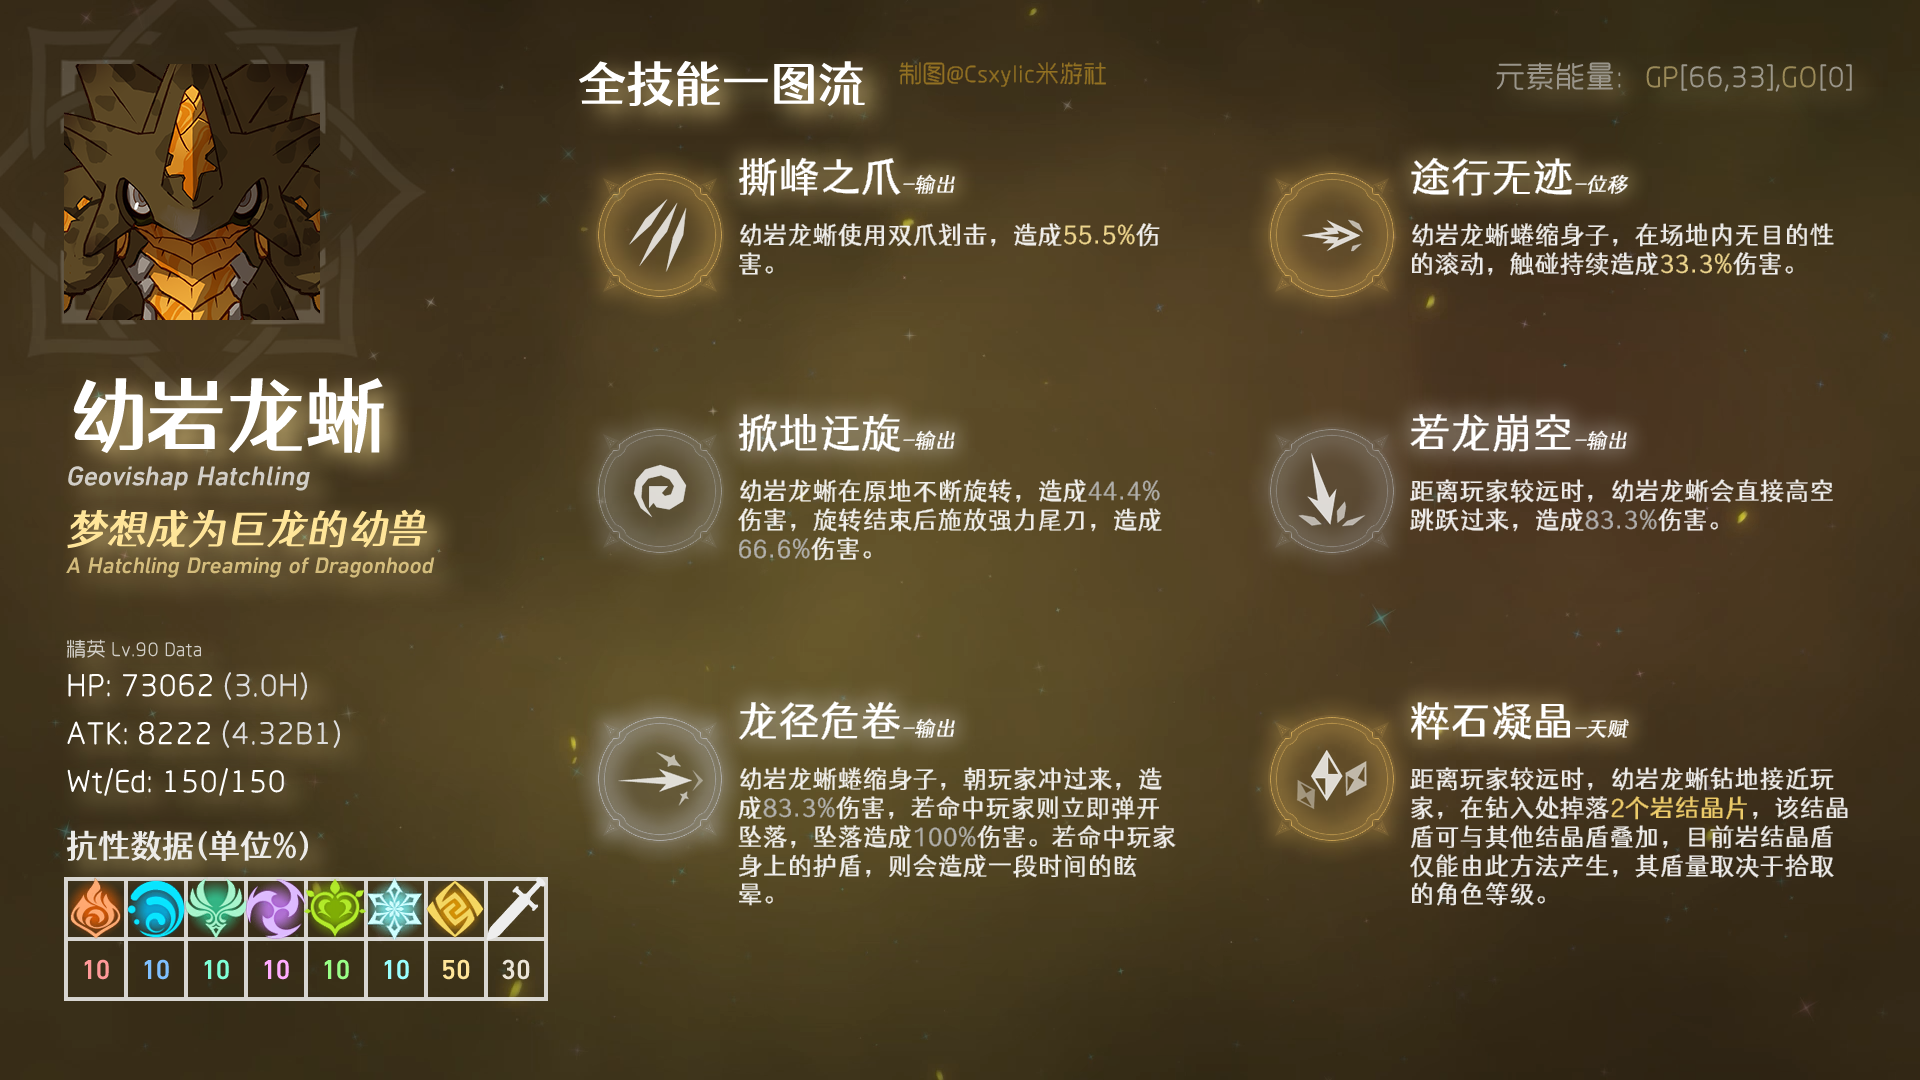 全技能一图流
制图@Csxylic米游社
元素能量: GP[66,33],GO[0]
幼岩龙蜥
Geovishap Hatchling
梦想成为巨龙的幼兽
A Hatchling Dreaming of Dragonhood
精英 Lv.90 Data
HP: 73062 (3.0H)
ATK: 8222 (4.32B1)
Wt/Ed: 150/150
抗性数据(单位%)
10 10 10 10 10 10 50 30
撕峰之爪-输出
幼岩龙蜥使用双爪划击，造成55.5%伤
害。
途行无迹-位移
幼岩龙蜥蜷缩身子，在场地内无目的性
的滚动，触碰持续造成33.3%伤害。
掀地迂旋-输出
幼岩龙蜥在原地不断旋转，造成44.4%
伤害，旋转结束后施放强力尾刀，造成
66.6%伤害。
若龙崩空-输出
距离玩家较远时，幼岩龙蜥会直接高空
跳跃过来，造成83.3%伤害。
龙径危卷-输出
幼岩龙蜥蜷缩身子，朝玩家冲过来，造
成83.3%伤害，若命中玩家则立即弹开
坠落，坠落造成100%伤害。若命中玩家
身上的护盾，则会造成一段时间的眩
晕。
粹石凝晶-天赋
距离玩家较远时，幼岩龙蜥钻地接近玩
家，在钻入处掉落2个岩结晶片，该结晶
盾可与其他结晶盾叠加，目前岩结晶盾
仅能由此方法产生，其盾量取决于拾取
的角色等级。